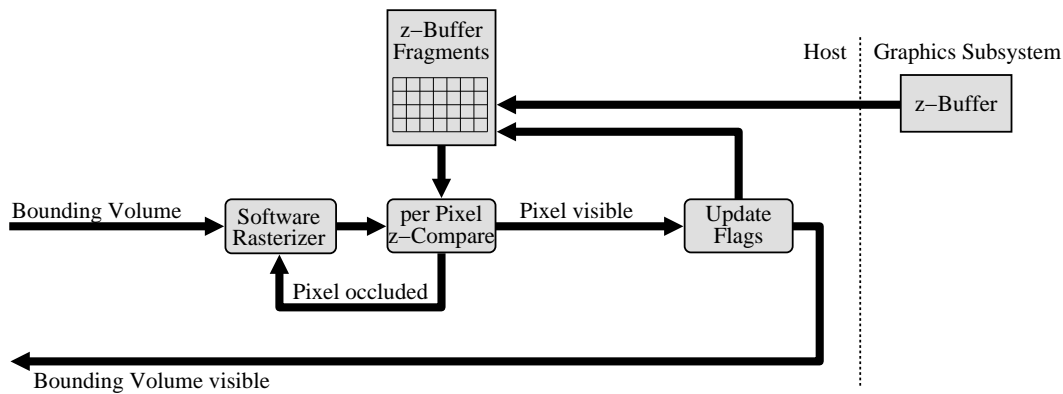 z−Buffer
Fragments
Host
Graphics Subsystem
z−Buffer
Bounding Volume
Software
Rasterizer
per Pixel
z−Compare
Pixel visible
Update
Flags
Pixel occluded
Bounding Volume visible